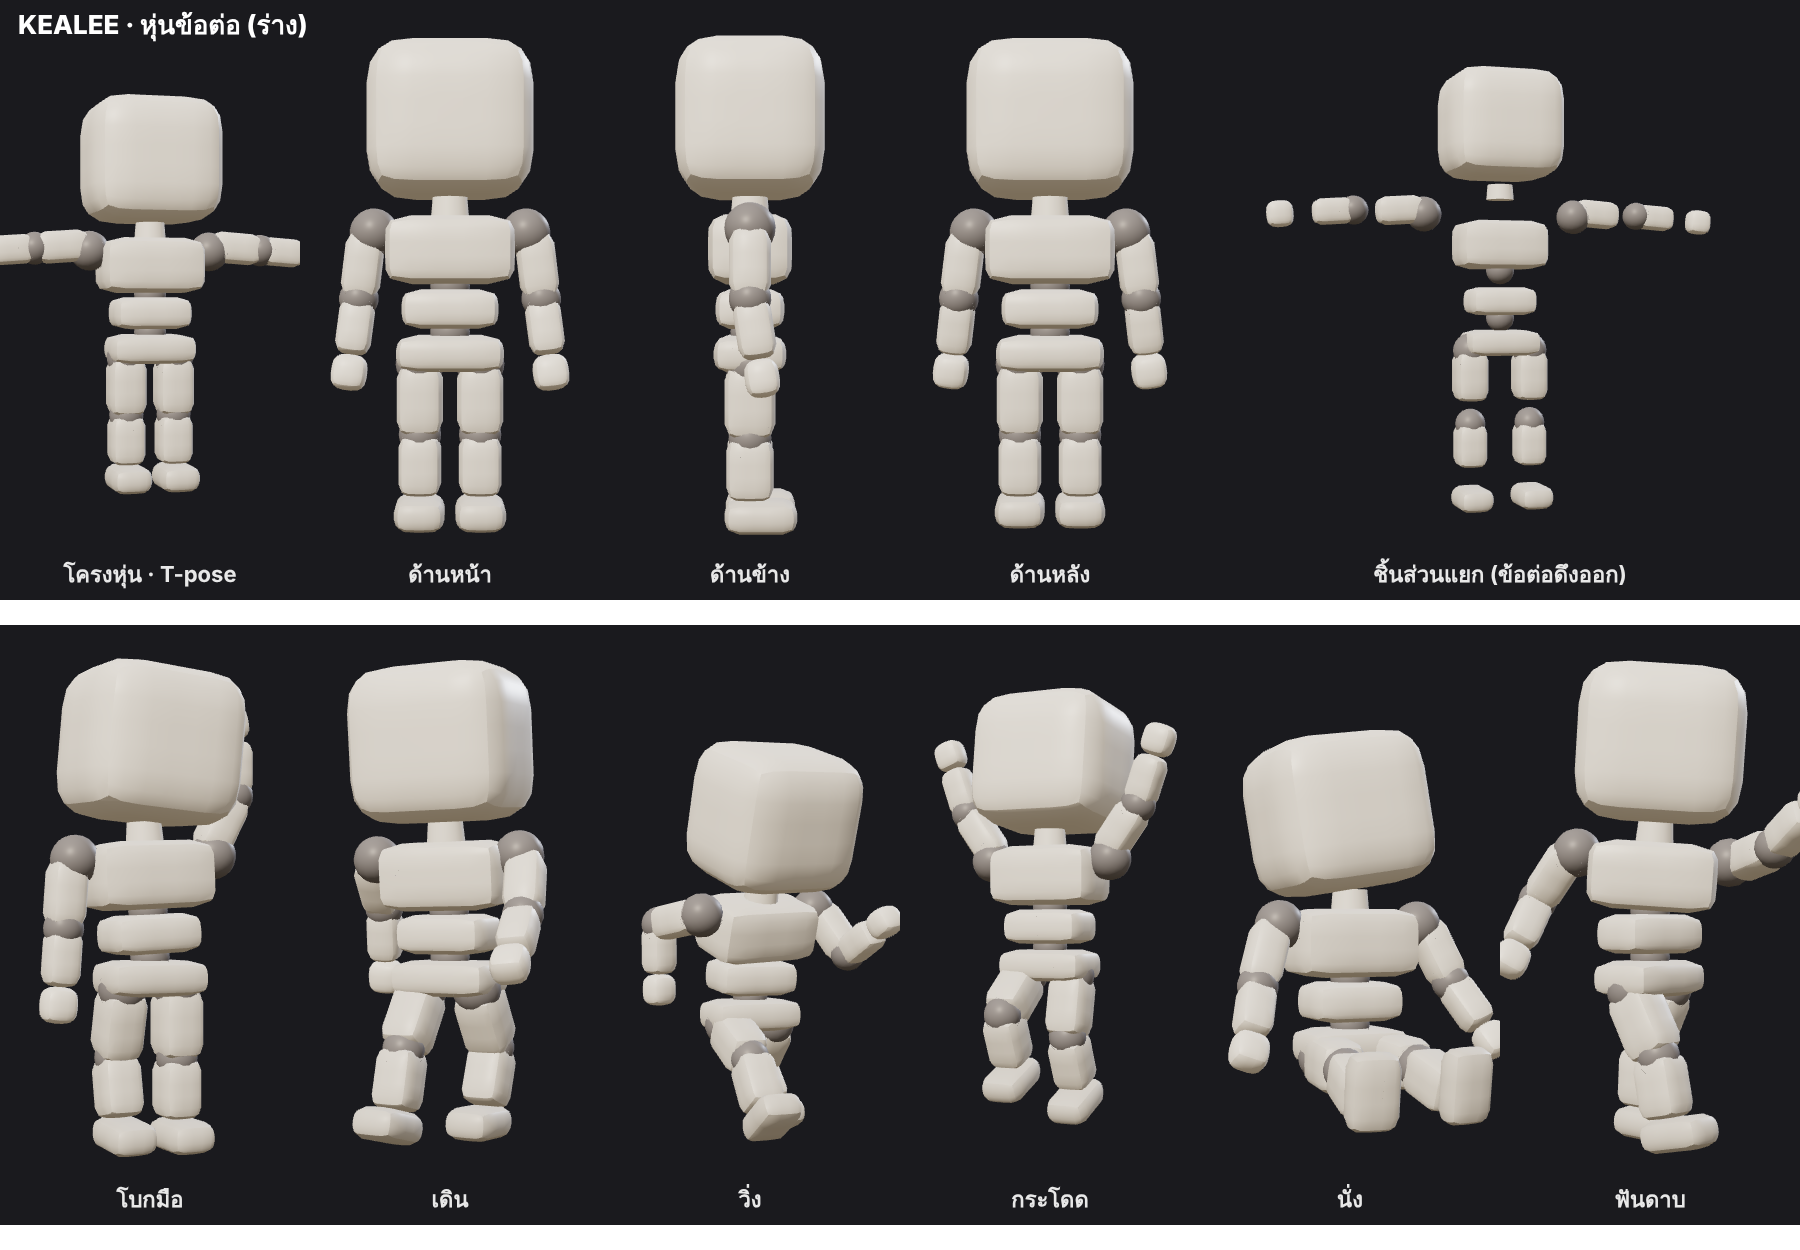 KEALEE · หุ่นข้อต่อ (ร่าง)
โครงหุ่น · T-pose
ด้านหน้า
ด้านข้าง
ด้านหลัง
ชิ้นส่วนแยก (ข้อต่อดึงออก)
โบกมือ
เดิน
วิ่ง
กระโดด
นั่ง
ฟันดาบ